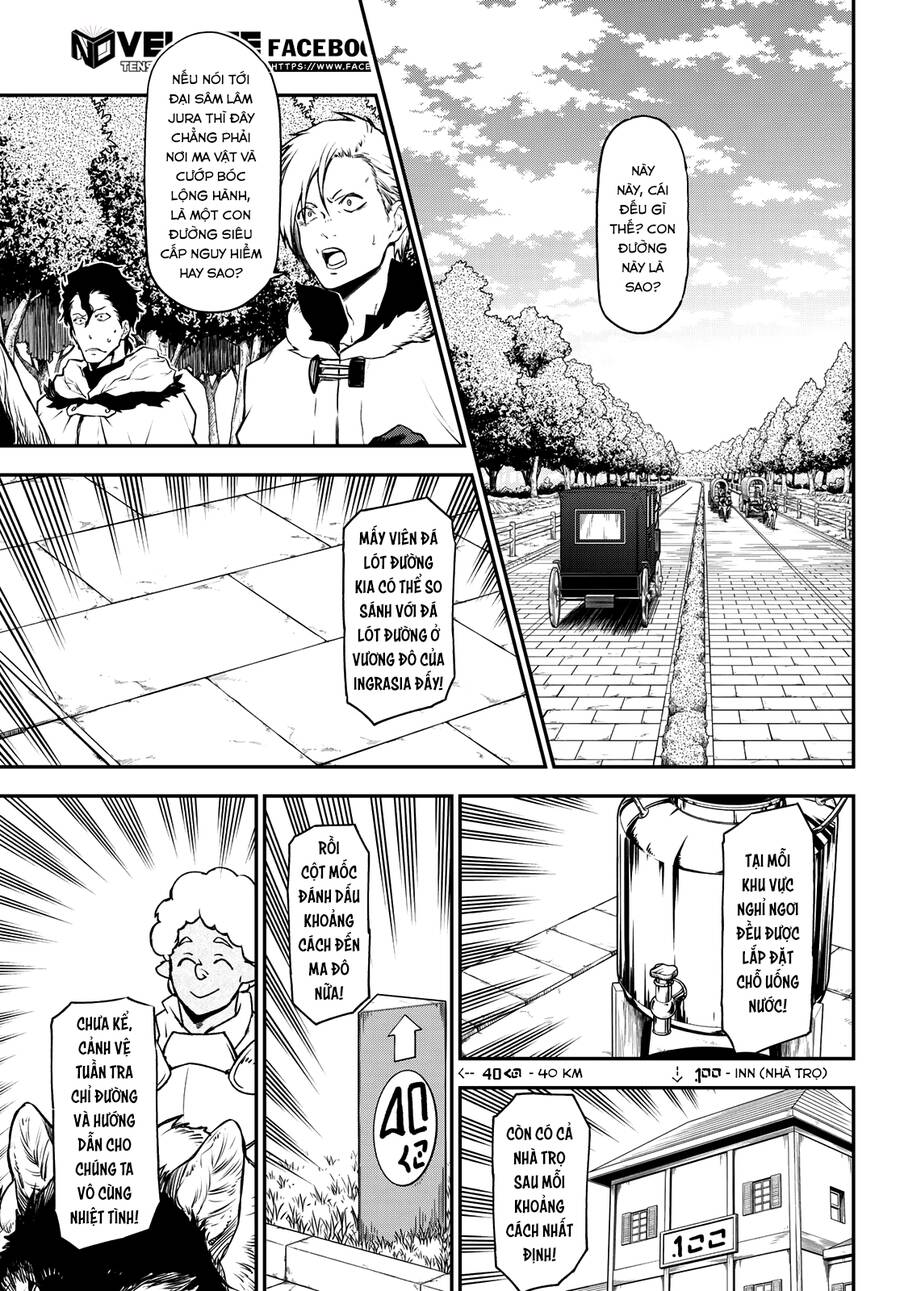 FACEBOO
TENS
HTTPS://WWW.FACE
NÀY
NÀY, CÁI
ĐẾU GÌ
THẾ? CON
ĐƯỜNG
NÀY LÀ
SAO?
NẾU NÓI TỚI
ĐẠI SÂM LÂM
JURA THÌ ĐÂY
CHẲNG PHẢI
NƠI MA VẬT VÀ
CƯỚP BÓC
LỘNG HÀNH,
LÀ MỘT CON
ĐƯỜNG SIÊU
CẤP NGUY HIỂM
HAY SAO?
MẤY VIÊN ĐÁ
LÓT ĐƯỜNG
KIA CÓ THỂ SO
SÁNH VỚI ĐÁ
LÓT ĐƯỜNG Ở
VƯƠNG ĐÔ CỦA
INGRASIA ĐẤY!
TẠI MỖI
KHU VỰC
NGHỈ NGƠI
ĐỀU ĐƯỢC
LẮP ĐẶT
CHỖ UỐNG
NƯỚC!
<-- 40 - 40 KM
- INN (NHÀ TRỌ)
CÒN CÓ CẢ
NHÀ TRỌ
SAU MỖI
KHOẢNG
CÁCH NHẤT
ĐỊNH!
RỒI
CỘT MỐC
ĐÁNH DẤU
KHOẢNG
CÁCH ĐẾN
MA ĐÔ
NỮA!
40
CHƯA KỂ,
CẢNH VỆ
TUẦN TRA
CHỈ ĐƯỜNG
VÀ HƯỚNG
DẪN CHO
CHÚNG TA
VÔ CÙNG
NHIỆT TÌNH!